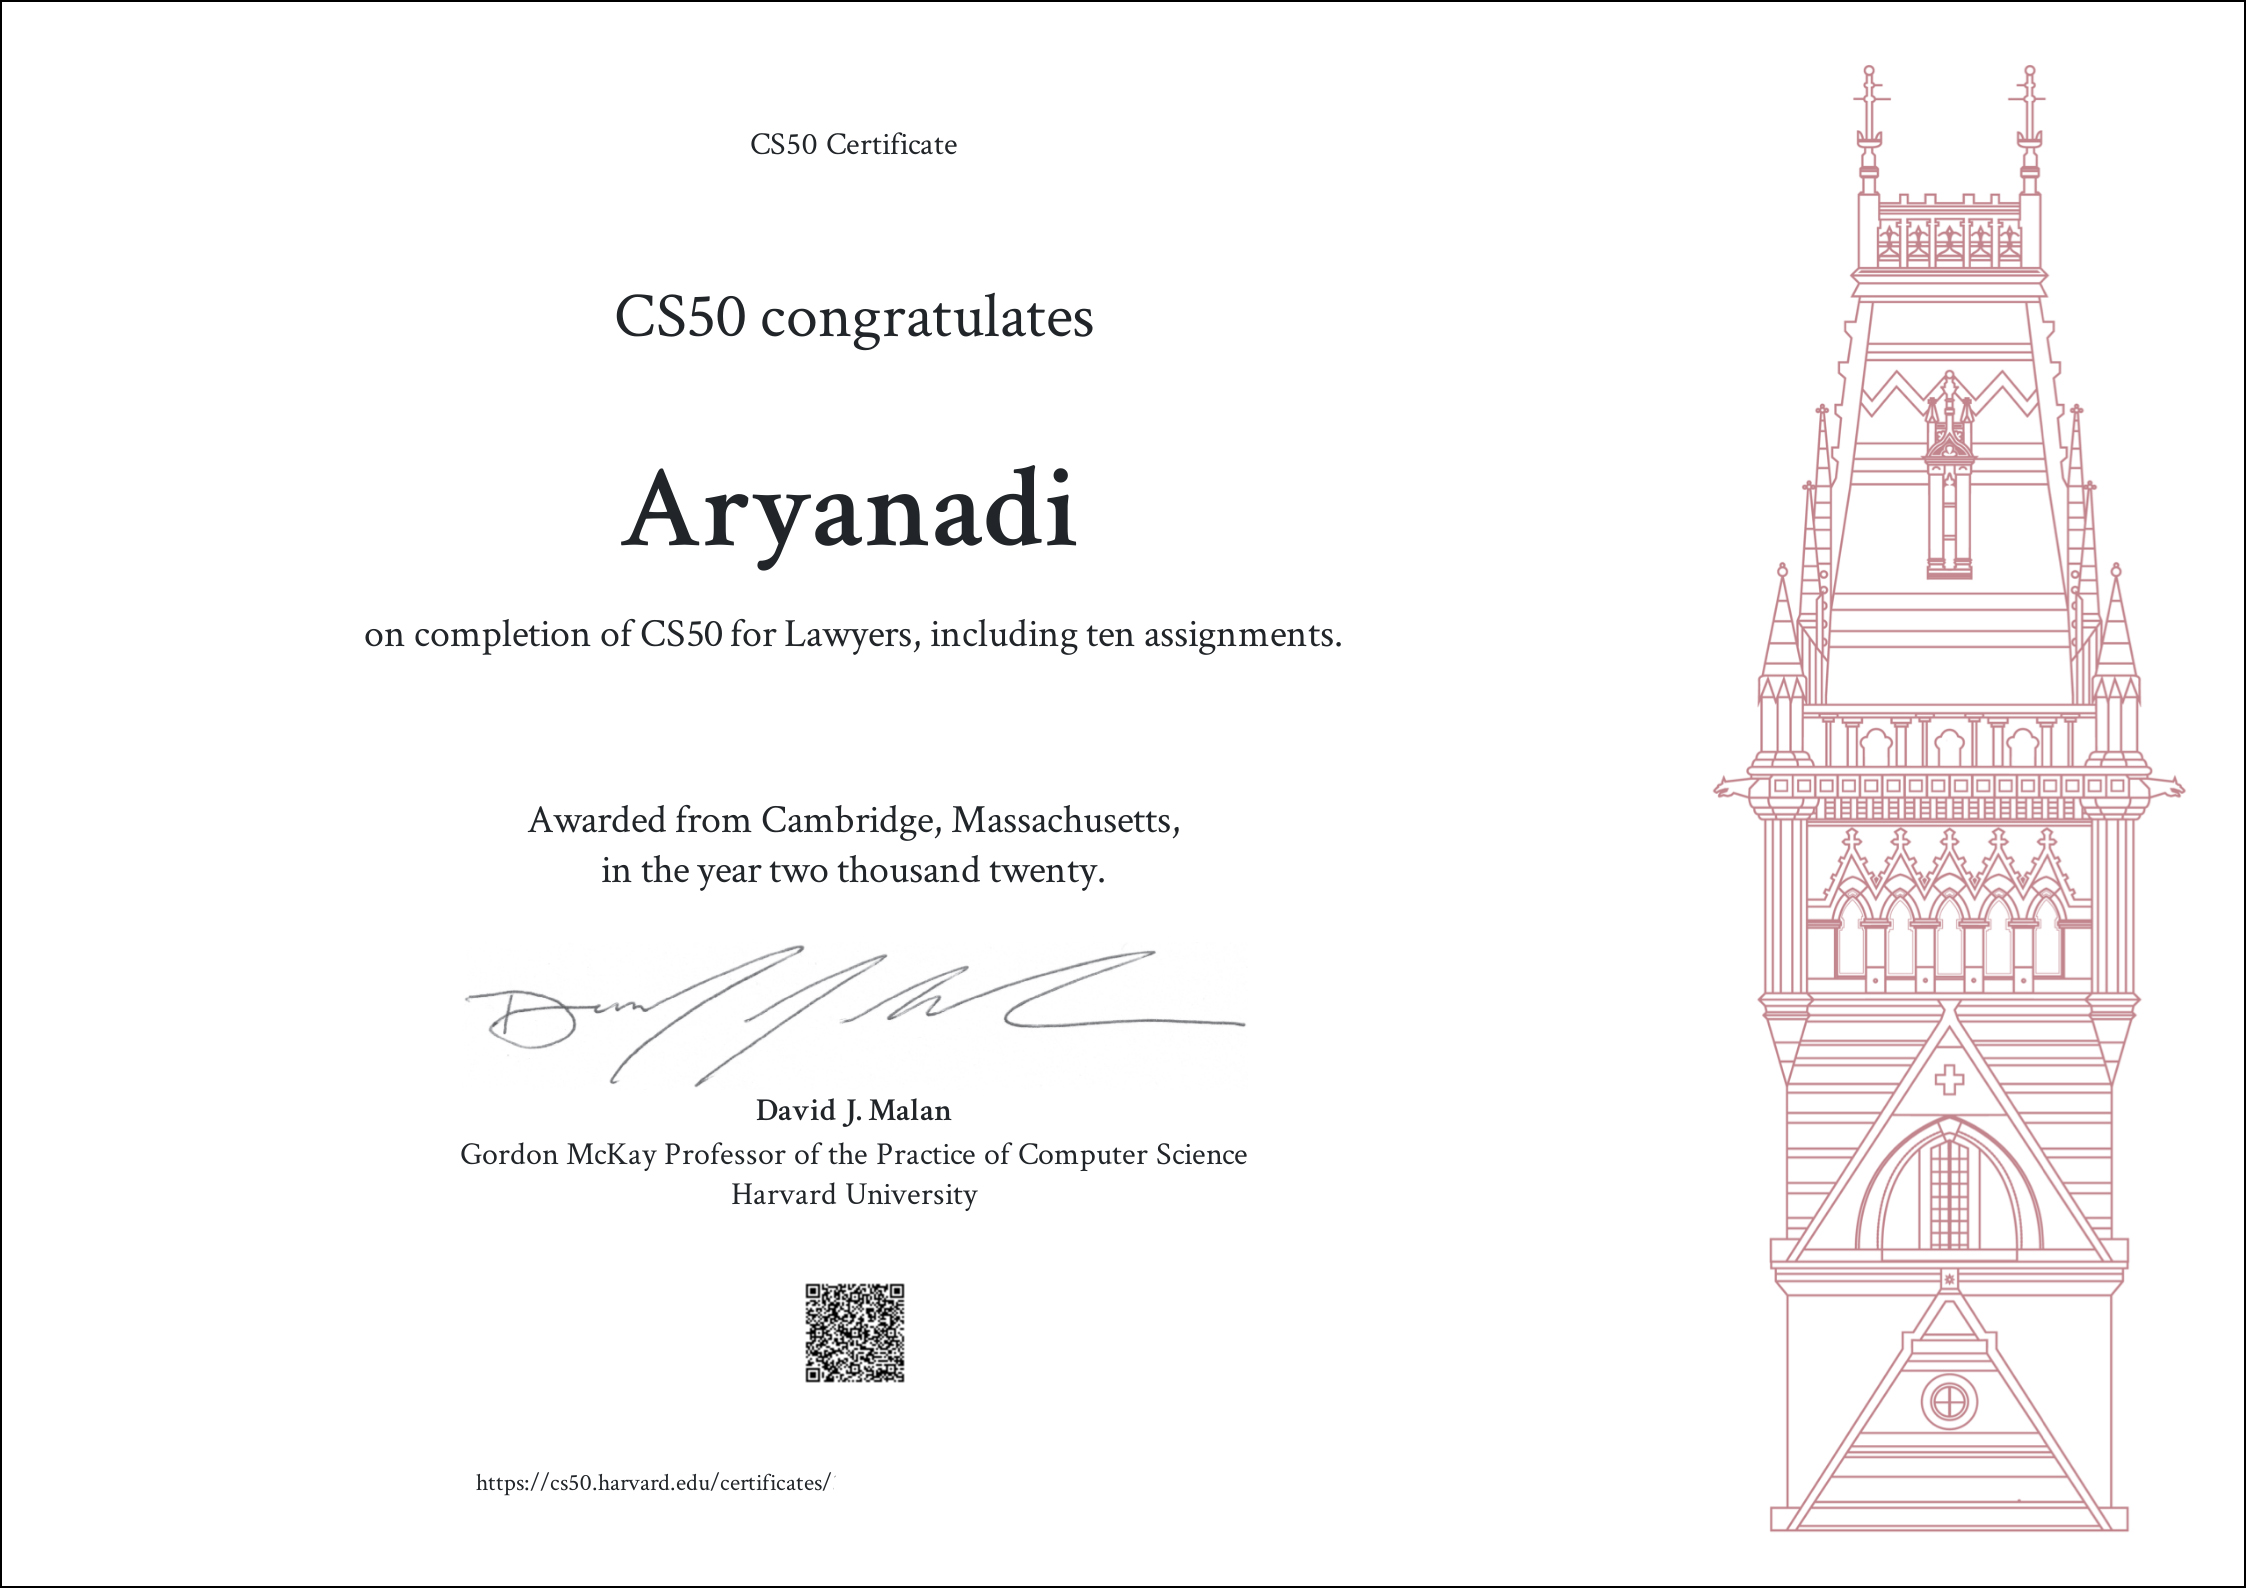 CS50 Certificate
CS50 congratulates
Aryanadi
on completion of CS50 for Lawyers, including ten assignments.
Awarded from Cambridge, Massachusetts,
in the year two thousand twenty.
David J. Malan
Gordon McKay Professor of the Practice of Computer Science
Harvard University
https://cs50.harvard.edu/certificates/